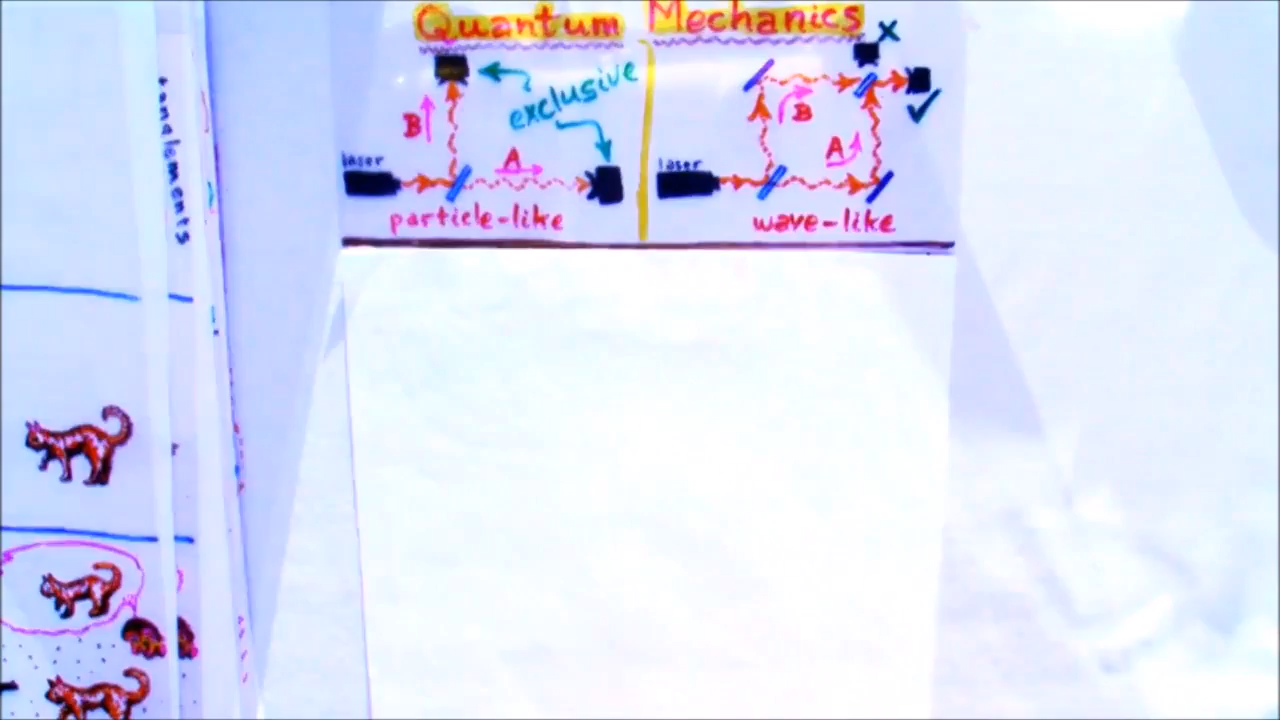 Quantum Mechanics
exclusive
B
laser
A
particle-like
X
B
A
laser
wave-like
tanglements